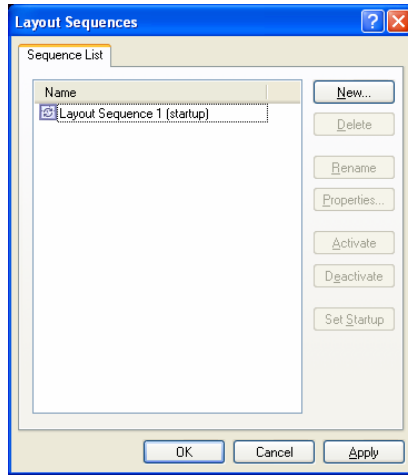 Layout Sequences
Sequence List
Name
Layout Sequence 1 (startup)
New...
Delete
Rename
Properties...
Activate
Deactivate
Set Startup
OK Cancel Apply